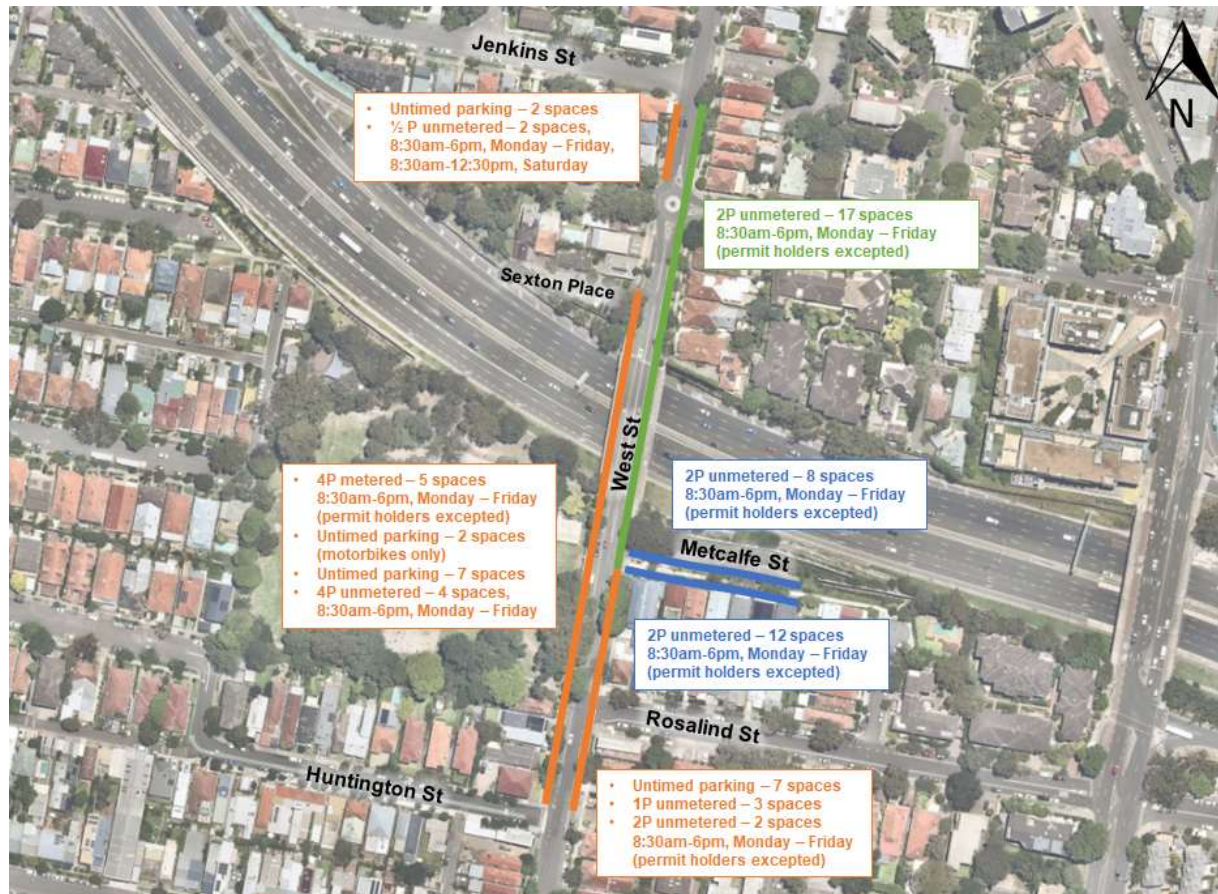 Jenkins St
• Untimed parking – 2 spaces
• ½ P unmetered – 2 spaces,
8:30am-6pm, Monday – Friday,
8:30am-12:30pm, Saturday
N
2P unmetered – 17 spaces
8:30am-6pm, Monday – Friday
(permit holders excepted)
Sexton Place
West St
• 4P metered – 5 spaces
8:30am-6pm, Monday – Friday
(permit holders excepted)
• Untimed parking – 2 spaces
(motorbikes only)
• Untimed parking – 7 spaces
• 4P unmetered – 4 spaces,
8:30am-6pm, Monday – Friday
2P unmetered – 8 spaces
8:30am-6pm, Monday – Friday
(permit holders excepted)
Metcalfe St
2P unmetered – 12 spaces
8:30am-6pm, Monday – Friday
(permit holders excepted)
Rosalind St
Huntington St
• Untimed parking – 7 spaces
• 1P unmetered – 3 spaces
• 2P unmetered – 2 spaces
8:30am-6pm, Monday – Friday
(permit holders excepted)